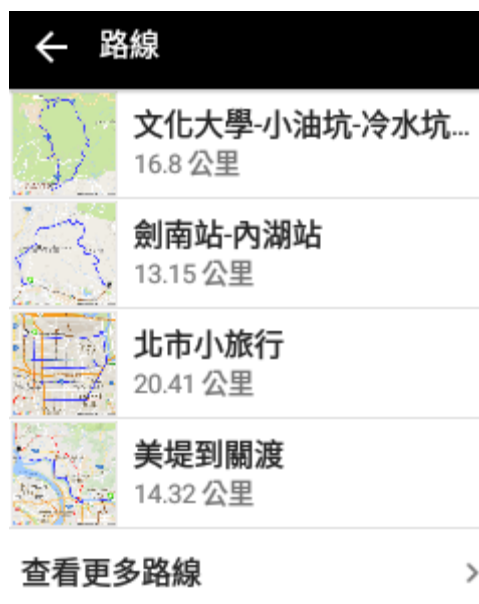 路線
文化大學-小油坑-冷水坑...
16.8 公里
劍南站-內湖站
13.15 公里
北市小旅行
20.41 公里
美堤到關渡
14.32 公里
查看更多路線